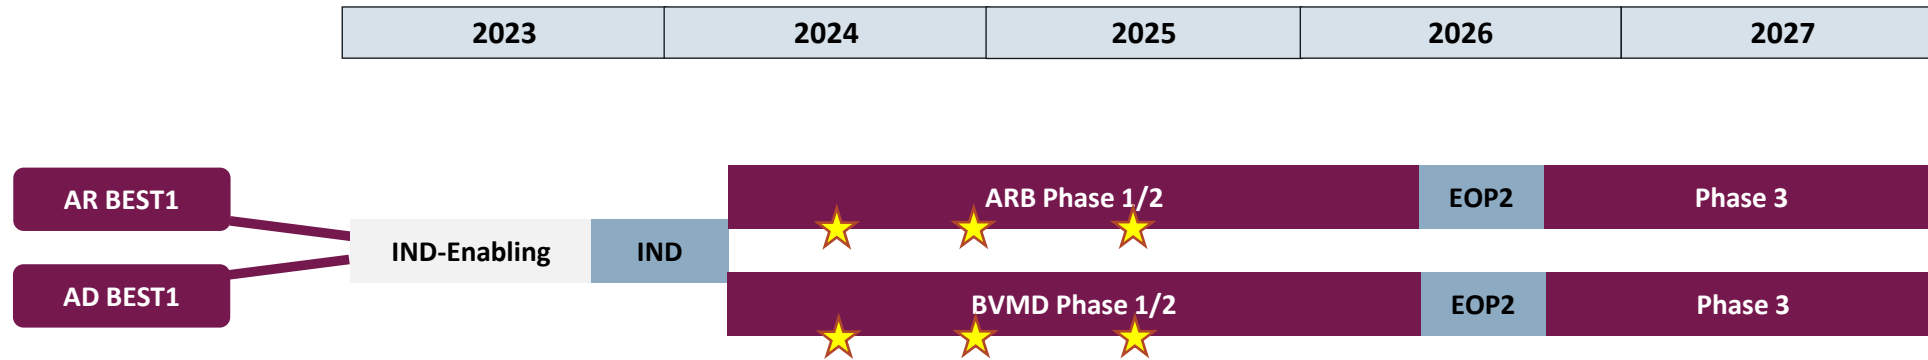 2023 2024 2025 2026 2027
AR BEST1
ARB Phase 1/2 EOP2 Phase 3
IND-Enabling IND
AD BEST1
BVMD Phase 1/2 EOP2 Phase 3